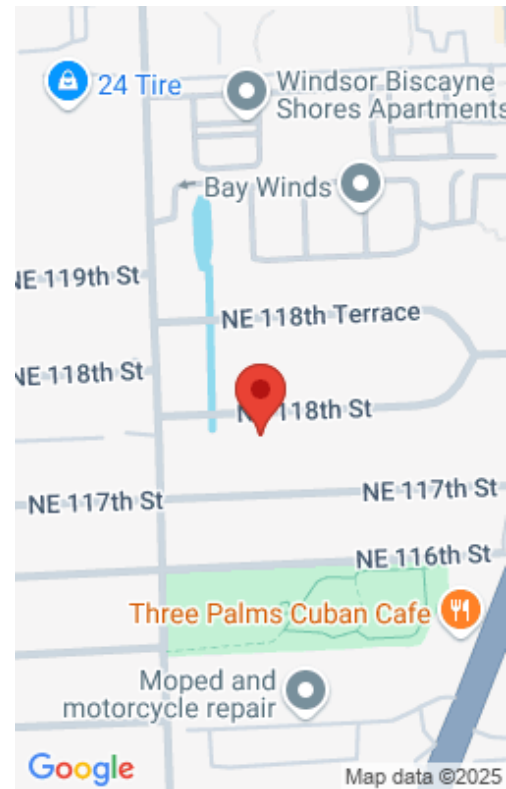 24 Tire
Windsor Biscayne
Shores Apartments
Bay Winds
NE 119th St
NE 118th Terrace
NE 118th St
NE 118th St
NE 117th St
NE 117th St
NE 116th St
Three Palms Cuban Cafe
Moped and
motorcycle repair
Google
Map data ©2025